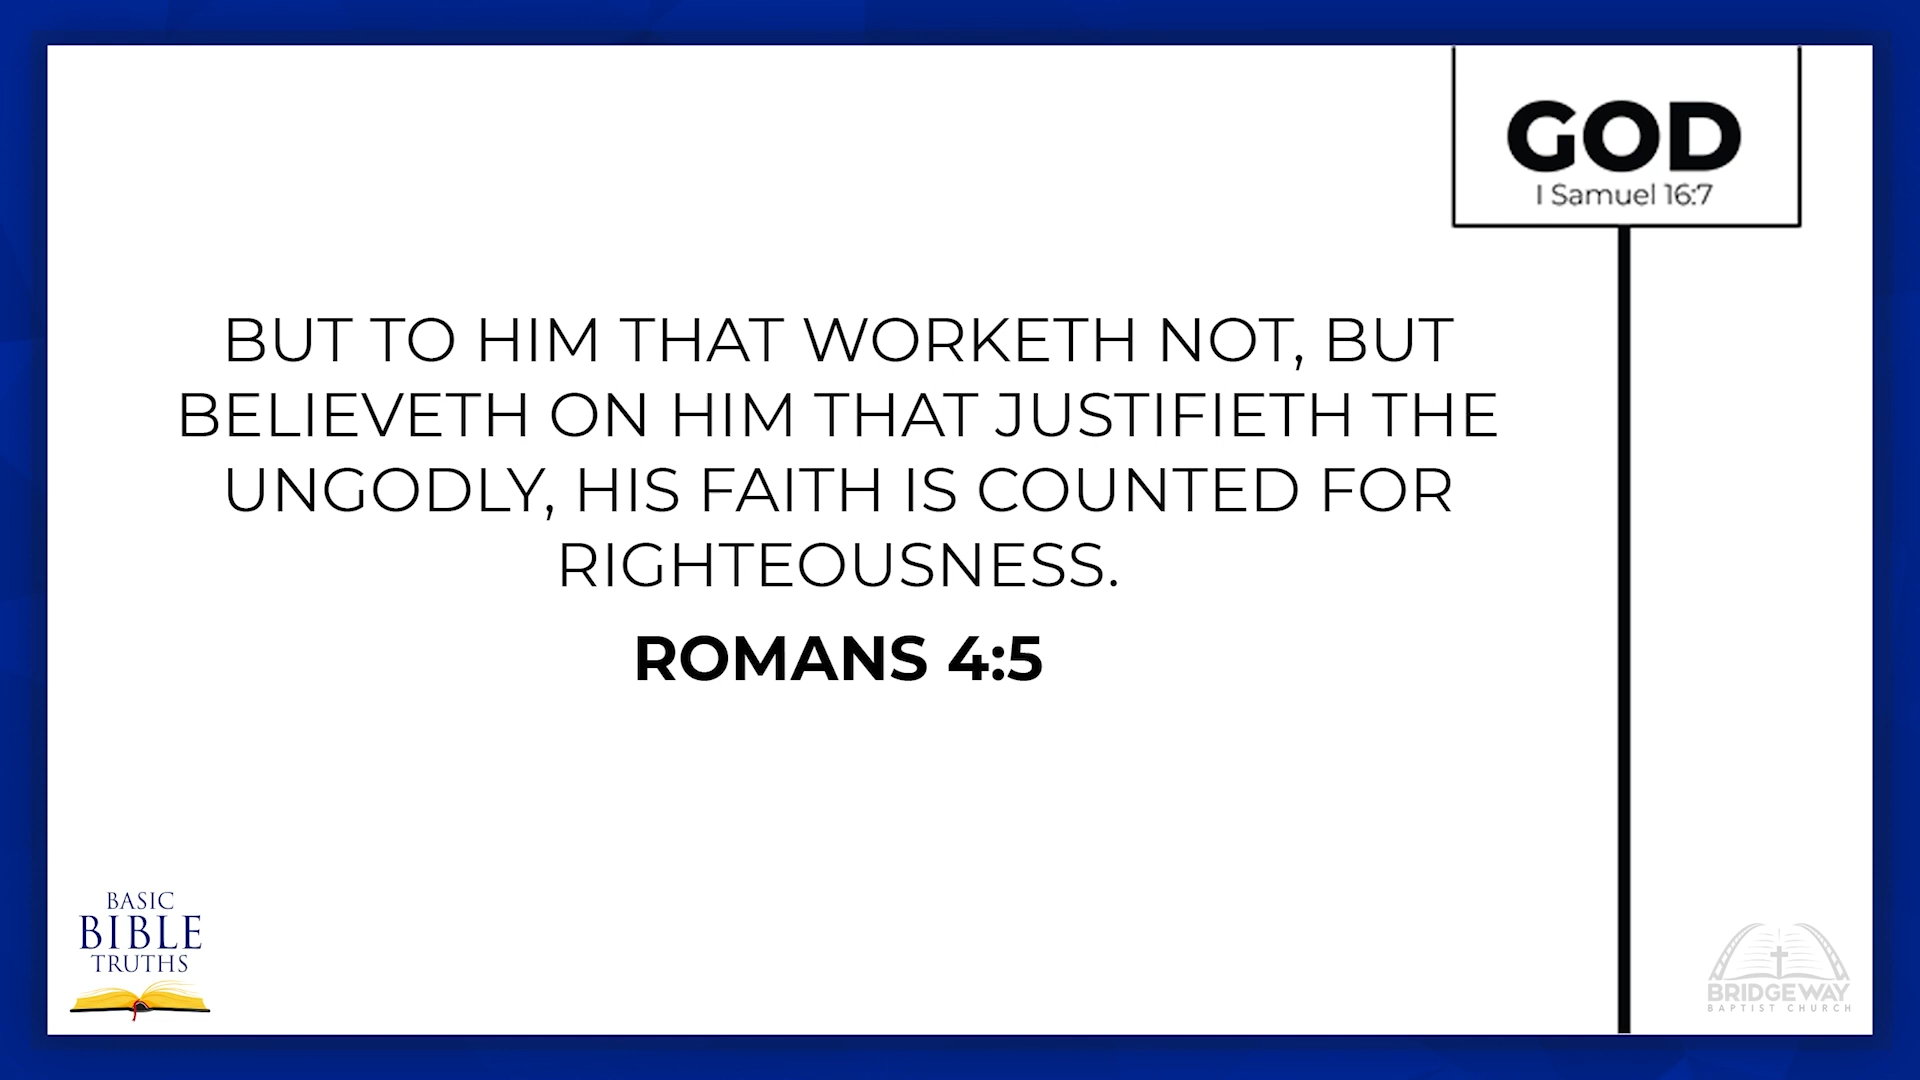 GOD
I Samuel 16:7
BUT TO HIM THAT WORKETH NOT, BUT
BELIEVETH ON HIM THAT JUSTIFIETH THE
UNGODLY, HIS FAITH IS COUNTED FOR
RIGHTEOUSNESS.
ROMANS 4:5
BASIC
BIBLE
TRUTHS
BRIDGEWAY
BAPTIST CHURCH